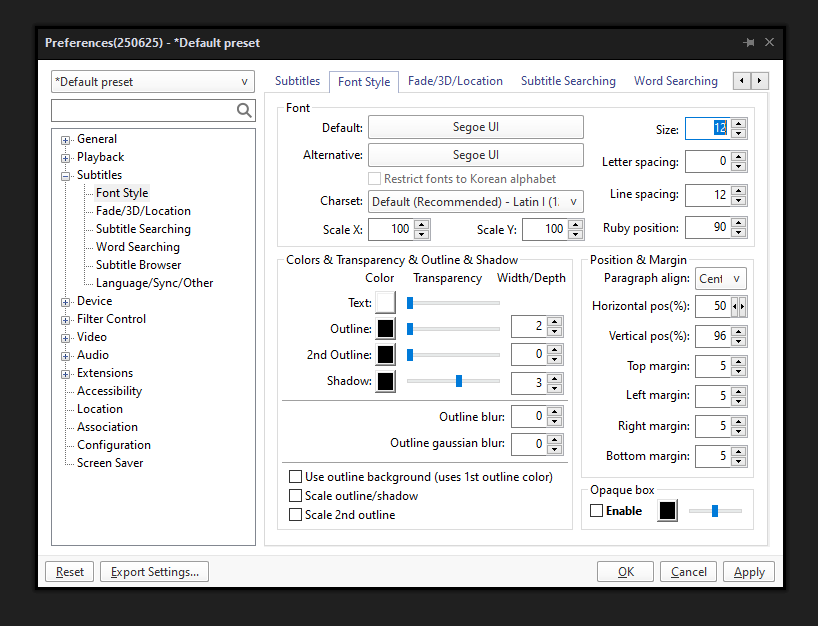 Preferences(250625) - *Default preset
*Default preset
General
Playback
Subtitles
Font Style
Fade/3D/Location
Subtitle Searching
Word Searching
Subtitle Browser
Language/Sync/Other
Device
Filter Control
Video
Audio
Extensions
Accessibility
Location
Association
Configuration
Screen Saver
Subtitles Font Style Fade/3D/Location Subtitle Searching Word Searching
Font
Default: Segoe UI Size: 12
Alternative: Segoe UI Letter spacing: 0
Restrict fonts to Korean alphabet
Charset: Default (Recommended) - Latin I (1. Line spacing: 12
Scale X: 100 Scale Y: 100 Ruby position: 90
Colors & Transparency & Outline & Shadow
Color Transparency Width/Depth
Text:
Outline: 2
2nd Outline: 0
Shadow: 3
Outline blur: 0
Outline gaussian blur: 0
Use outline background (uses 1st outline color)
Scale outline/shadow
Scale 2nd outline
Position & Margin
Paragraph align: Cent
Horizontal pos(%): 50
Vertical pos(%): 96
Top margin: 5
Left margin: 5
Right margin: 5
Bottom margin: 5
Opaque box
Enable
Reset Export Settings... OK Cancel Apply